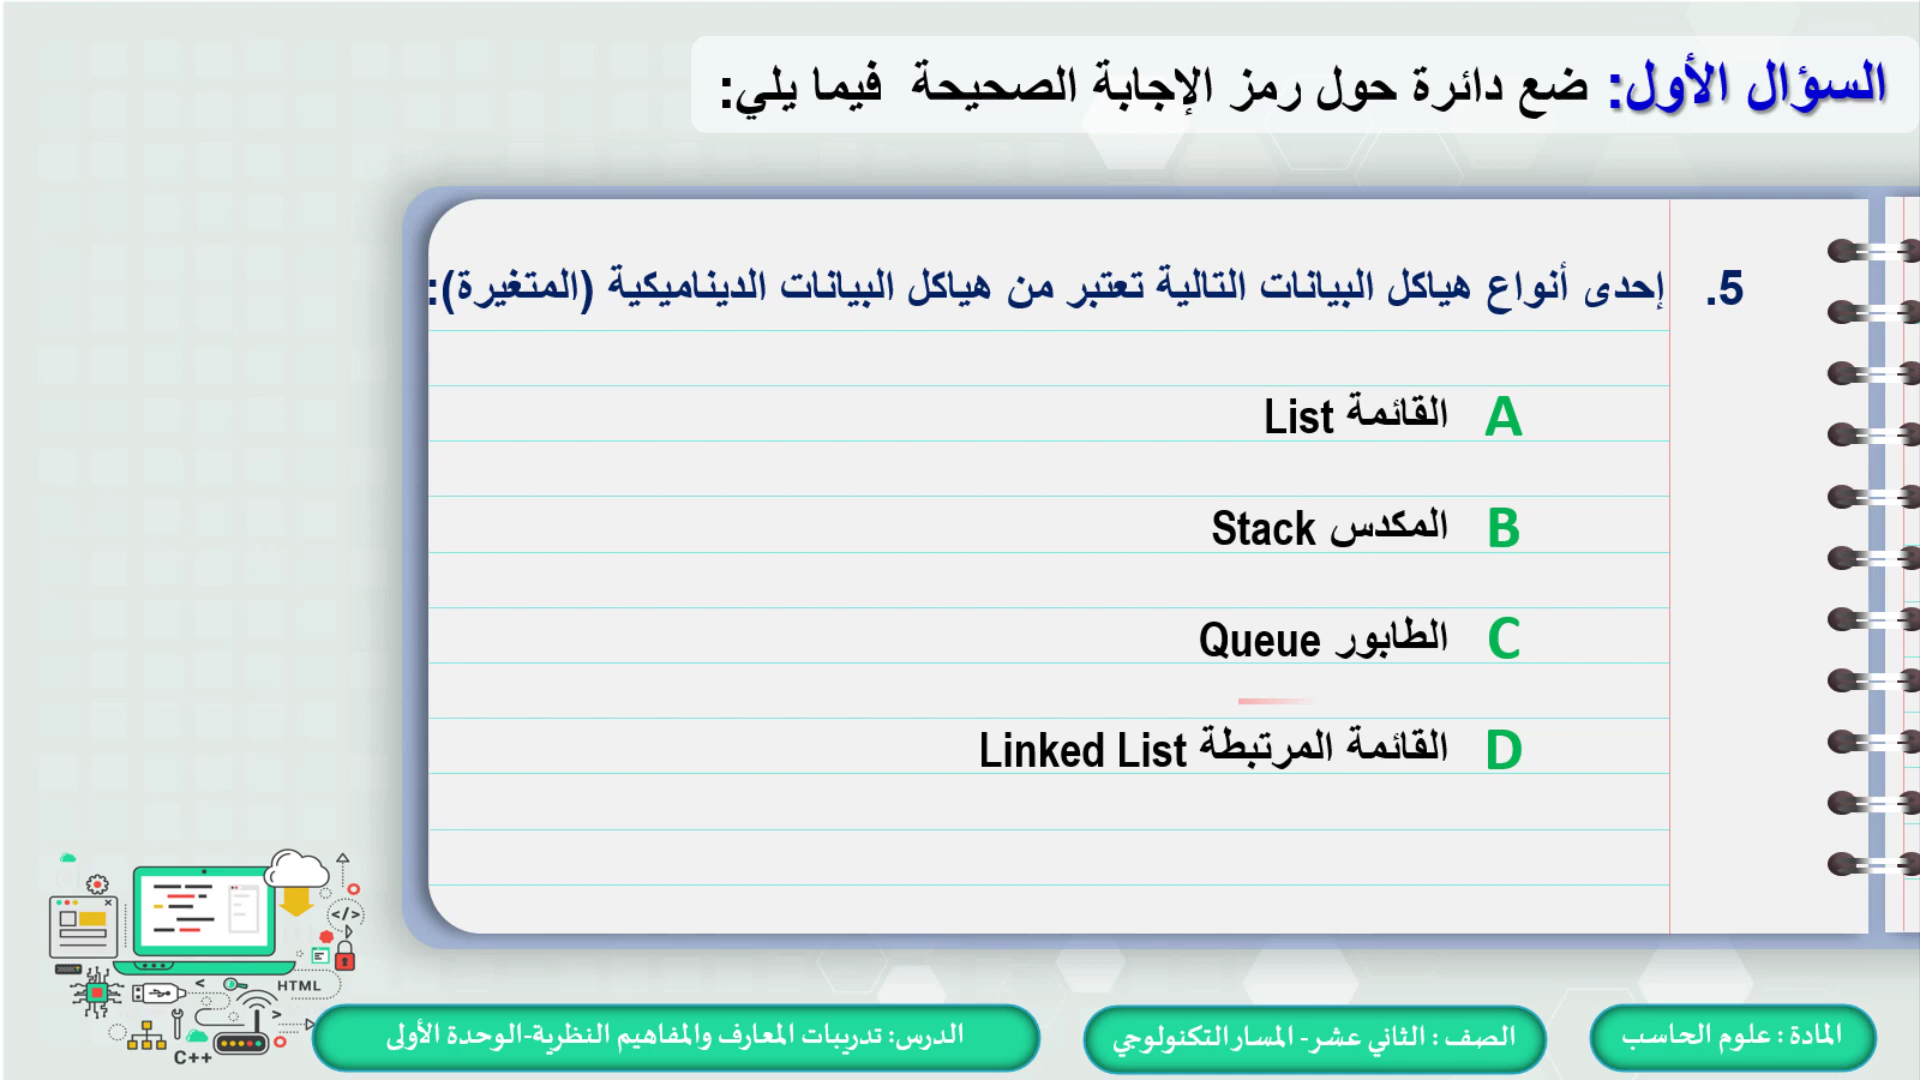 السؤال الأول: ضع دائرة حول رمز الإجابة الصحيحة فيما يلي:
5. إحدى أنواع هياكل البيانات التالية تعتبر من هياكل البيانات الديناميكية (المتغيرة):
A القائمة List
B المكدس Stack
C الطابور Queue
D القائمة المرتبطة Linked List
</>
HTML
C++
المادة : علوم الحاسب
الصف : الثاني عشر- المسار التكنولوجي
الدرس: تدريبات المعارف والمفاهيم النظرية-الوحدة الأولى